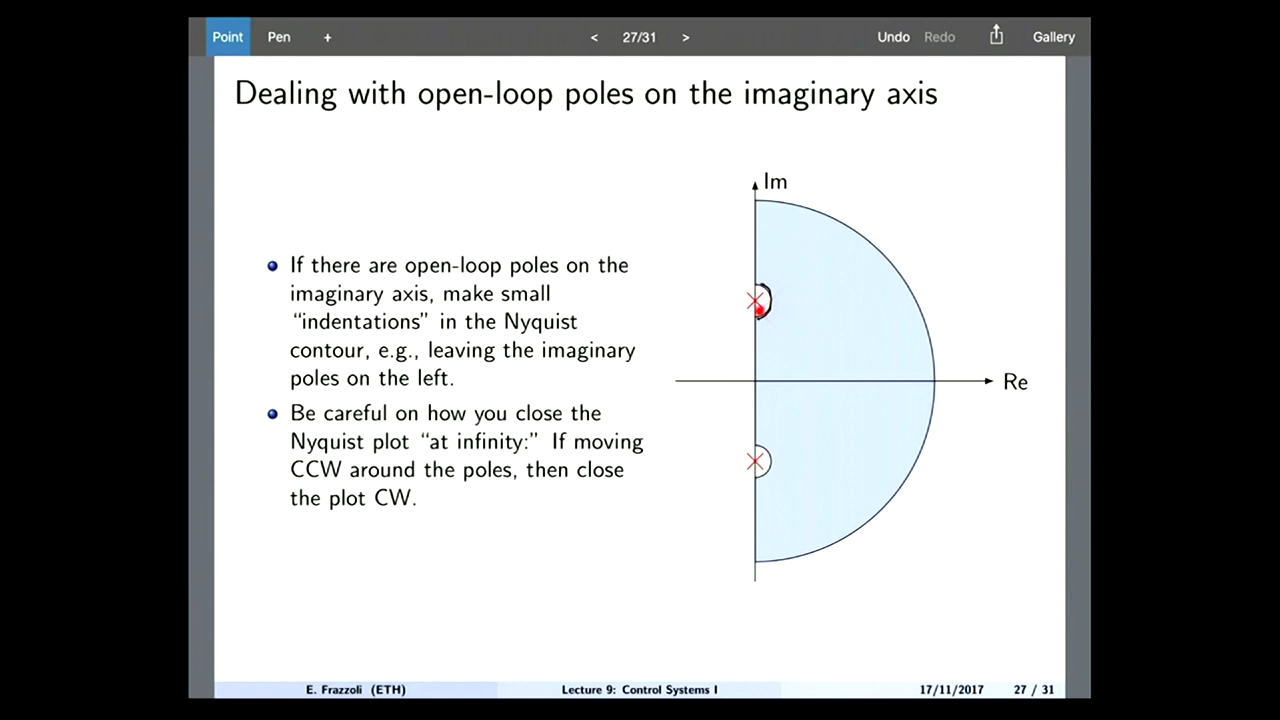 Point Pen + < 27/31 > Undo Redo Gallery
Dealing with open-loop poles on the imaginary axis
Im
If there are open-loop poles on the
imaginary axis, make small
“indentations” in the Nyquist
contour, e.g., leaving the imaginary
poles on the left.
Re
Be careful on how you close the
Nyquist plot “at infinity:” If moving
CCW around the poles, then close
the plot CW.
E. Frazzoli (ETH) Lecture 9: Control Systems I 17/11/2017 27 / 31